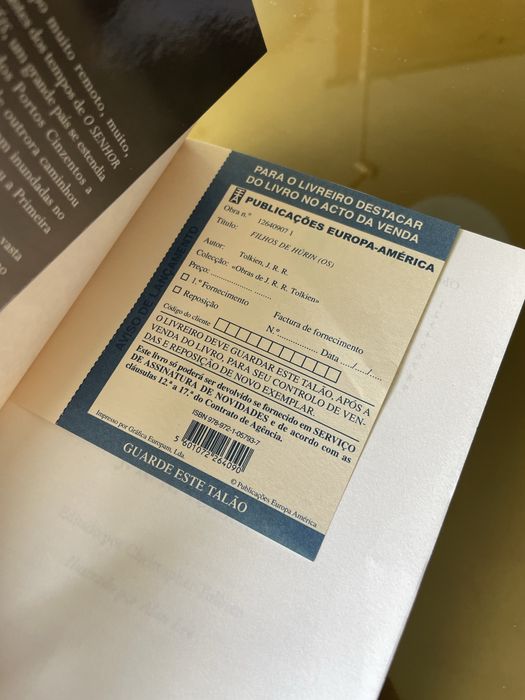 po muito remoto, muito,
dos tempos de O SENHOR
um grande país se estendia
dos Portos Cinzentos a
outrora caminhou
inundadas no
a Primeira
vasta
PARA O LIVREIRO DESTACAR
DO LIVRO NO ACTO DA VENDA
PUBLICAÇÕES EUROPA-AMÉRICA
Obra n.º 12640907 1
Título: FILHOS DE HÚRIN (OS)
Autor: Tolkien, J. R. R.
Colecção: «Obras de J. R. R. Tolkien»
Preço: ..................... ...........
1.º Fornecimento Factura de fornecimento
Reposição N.º ................. Data ..../..../....
Código do cliente
O LIVREIRO DEVE GUARDAR ESTE TALÃO, APÓS A
VENDA DO LIVRO, PARA SEU CONTROLO DE VEN-
DAS E REPOSIÇÃO DE NOVO EXEMPLAR.
Este livro só poderá ser devolvido se fornecido em SERVIÇO
DE ASSINATURA DE NOVIDADES e de acordo com as
cláusulas 12.ª a 17.ª do Contrato de Agência.
ISBN 978-972-1-05793-7
5 601072 264090
Impresso por Gráfica Europam, Lda.
© Publicações Europa América
GUARDE ESTE TALÃO
AVISO DE LANÇAMENTO